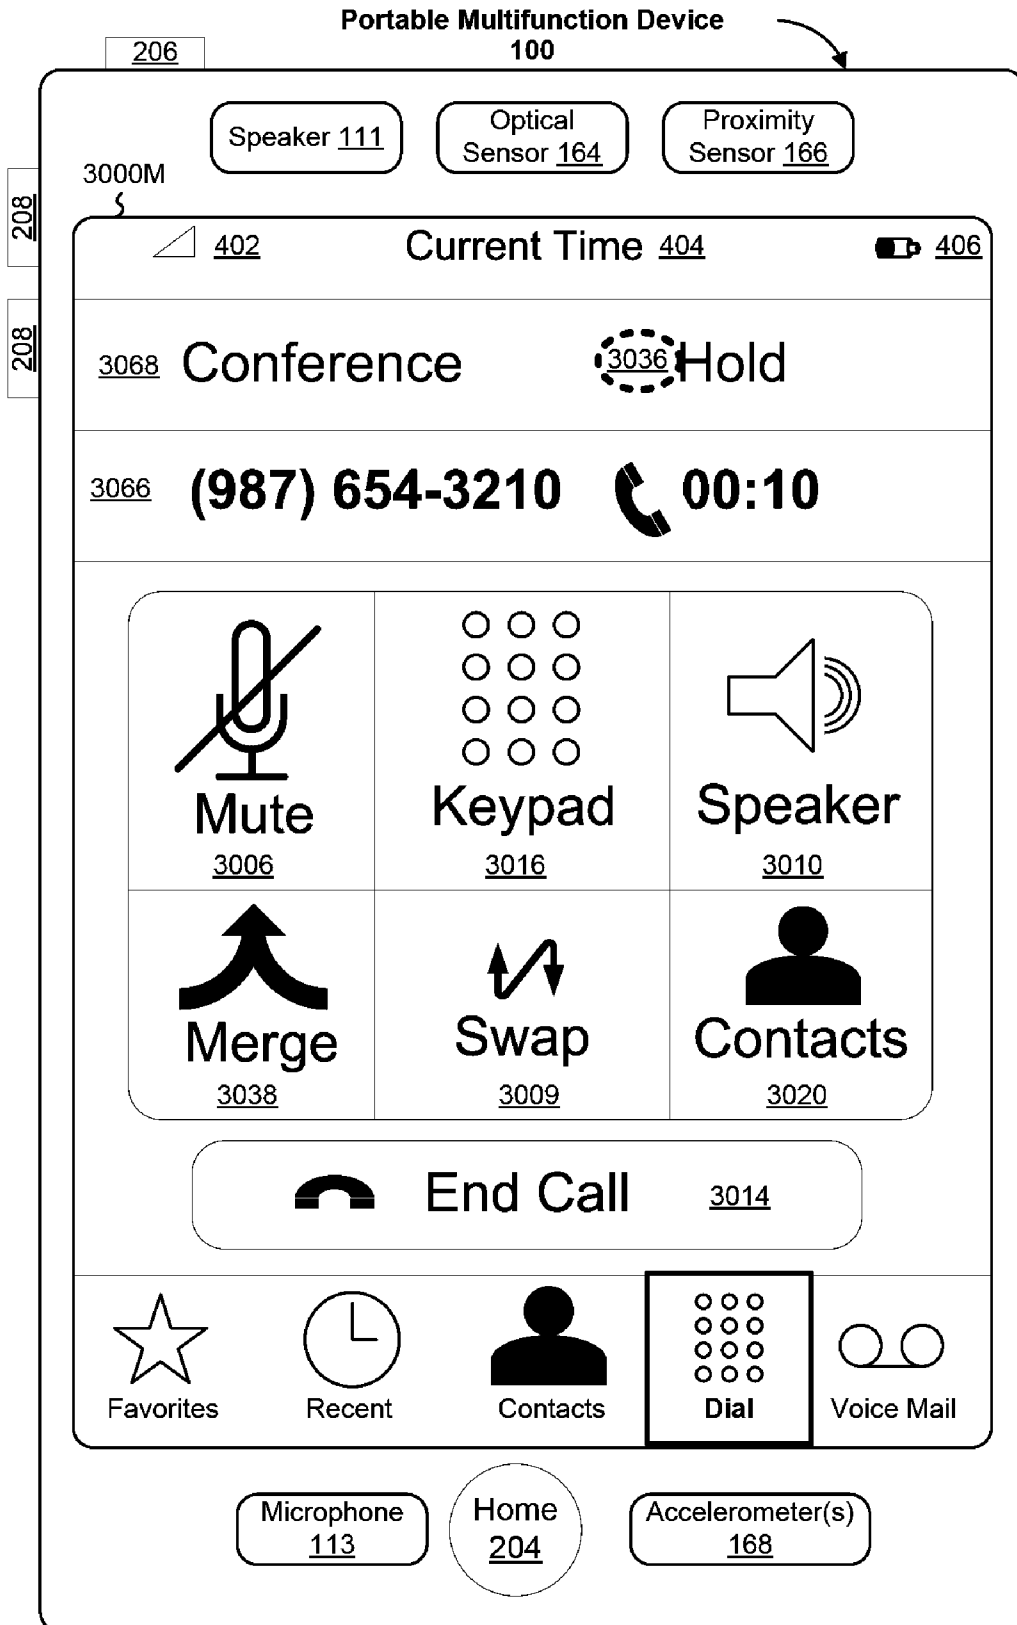 Portable Multifunction Device
100
206
Speaker 111
Optical
Sensor 164
Proximity
Sensor 166
3000M
208
208
402
Current Time 404
406
3068 Conference
3036 Hold
3066 (987) 654-3210 00:10
Mute
3006
Keypad
3016
Speaker
3010
Merge
3038
Swap
3009
Contacts
3020
End Call 3014
Favorites
Recent
Contacts
Dial
Voice Mail
Microphone
113
Home
204
Accelerometer(s)
168